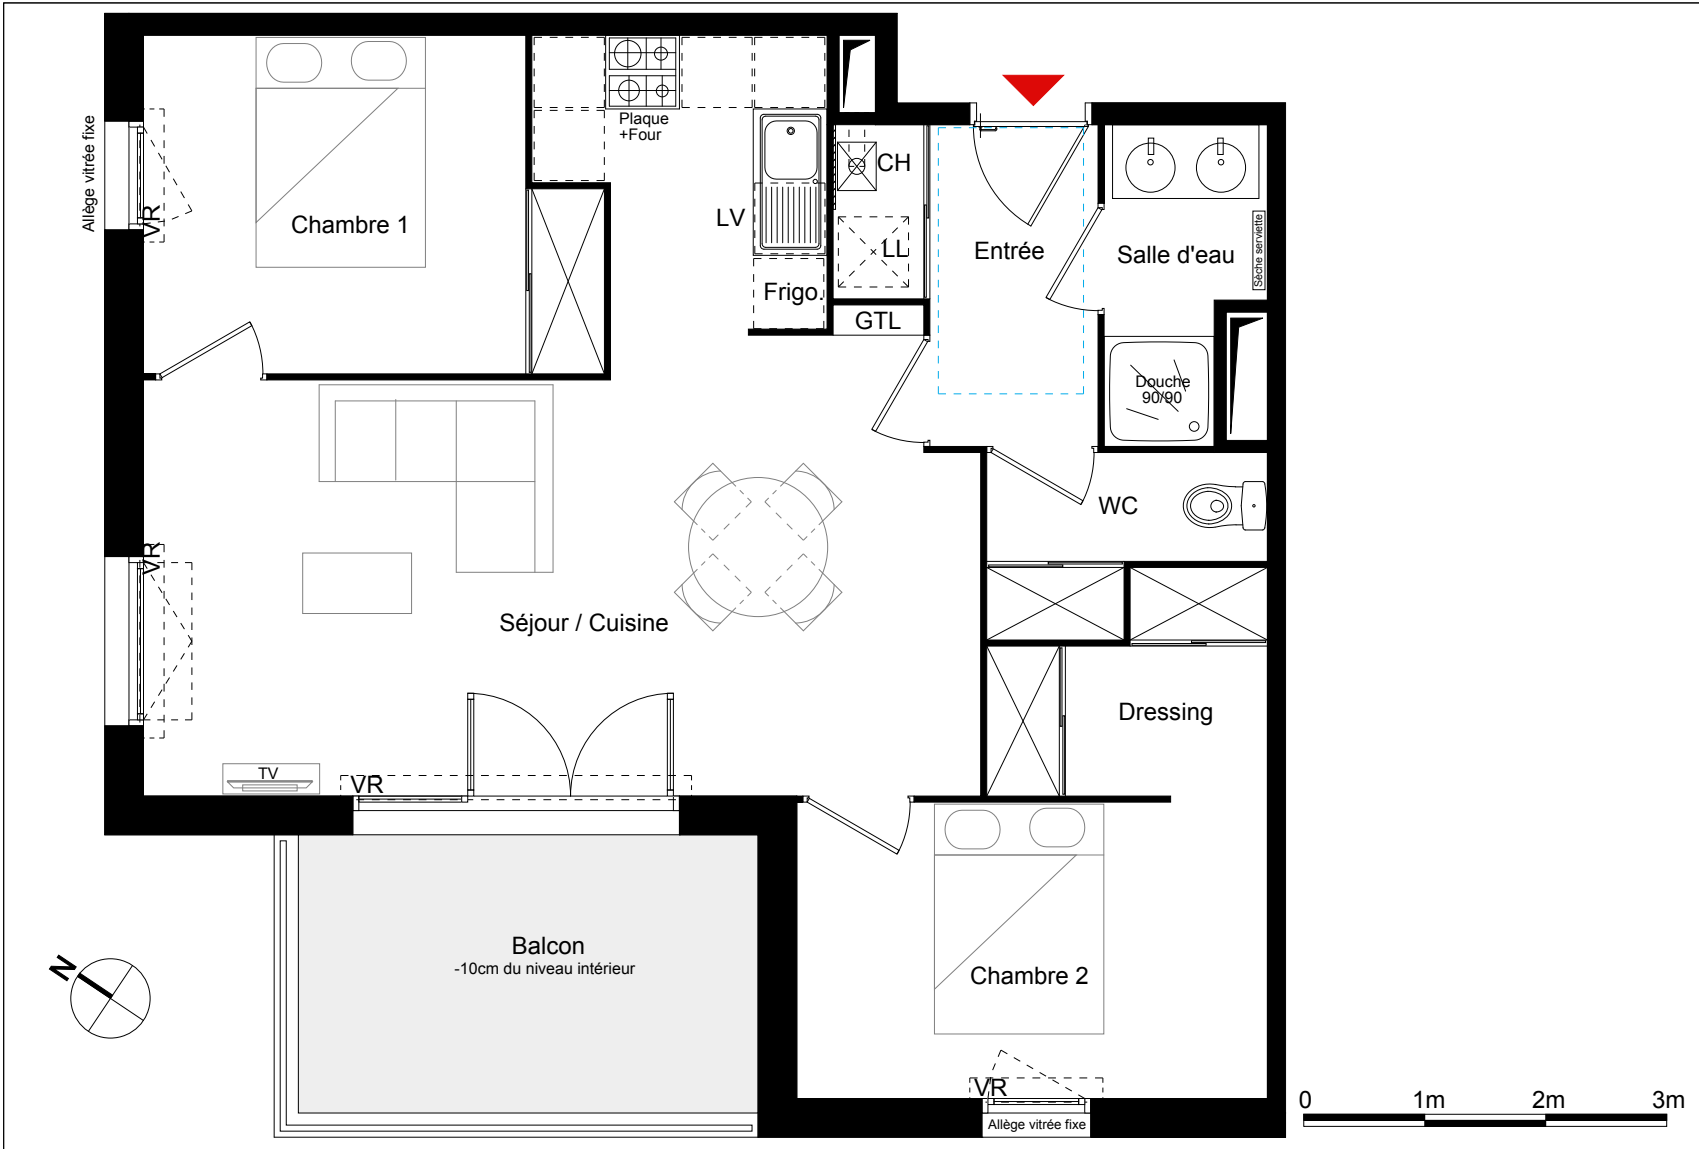 Plaque
+Four
Allège vitrée fixe
CH
VR
Chambre 1
LV
LL
Entrée
Salle d'eau
Sèche serviette
Frigo.
GTL
Douche
90/90
WC
VR
Séjour / Cuisine
Dressing
TV
VR
Balcon
-10cm du niveau intérieur
N
Chambre 2
VR
Allège vitrée fixe
0 1m 2m 3m